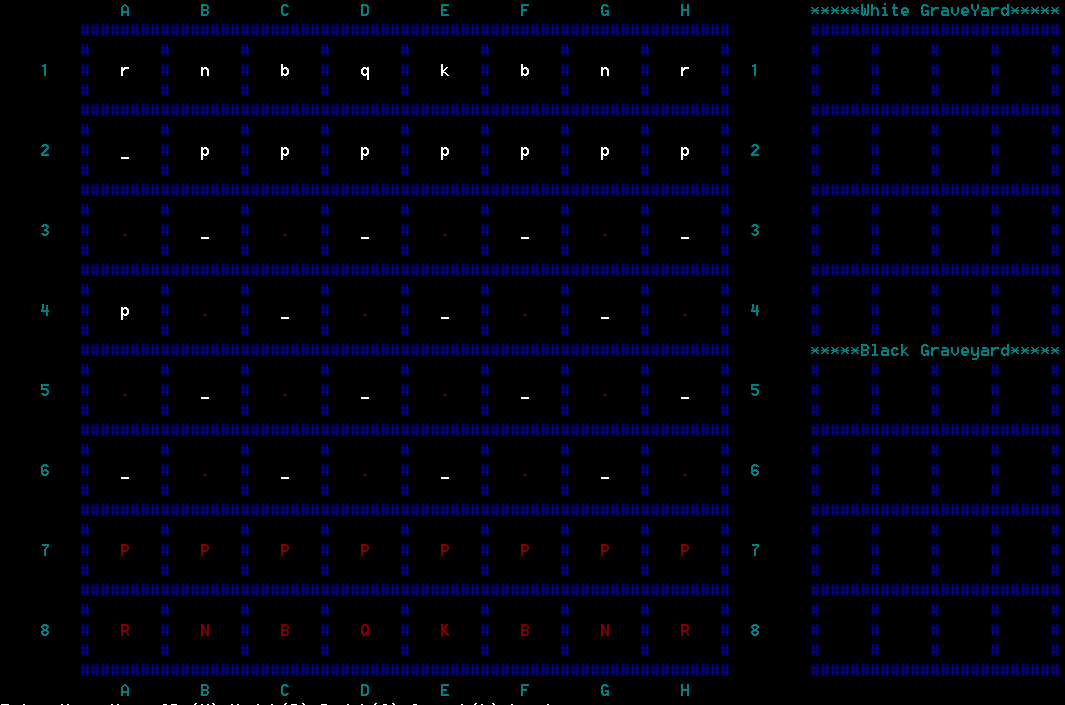 A B C D E F G H *****White GraveYard*****
1 r n b q k b n r 1
2 _ p p p p p p p 2
3 . _ . _ . _ . _ 3
4 p . _ . _ . _ . 4
*****Black Graveyard*****
5 . _ . _ . _ . _ 5
6 _ . _ . _ . _ . 6
7 P P P P P P P P 7
8 R N B Q K B N R 8
A B C D E F G H